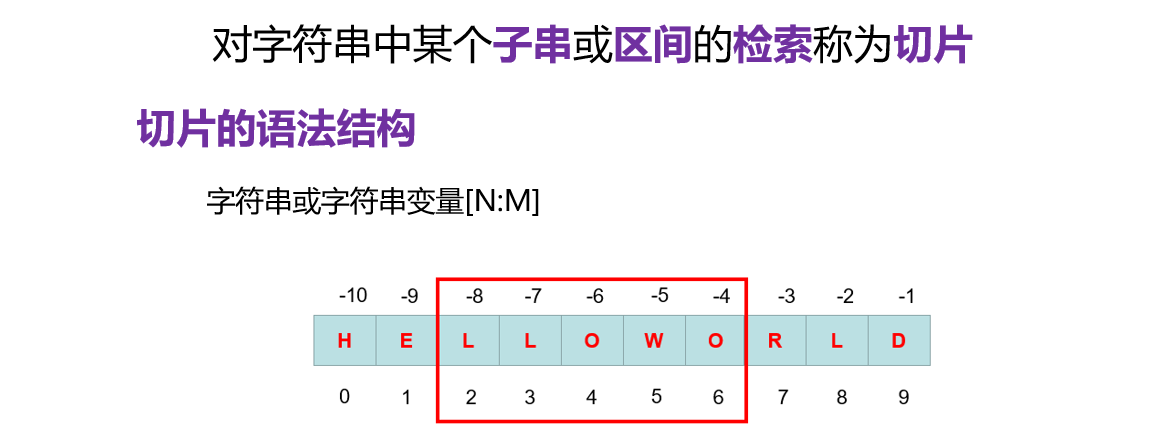 对字符串中某个子串或区间的检索称为切片
切片的语法结构
字符串或字符串变量[N:M]
-10 -9 -8 -7 -6 -5 -4 -3 -2 -1
H E L L O W O R L D
0 1 2 3 4 5 6 7 8 9